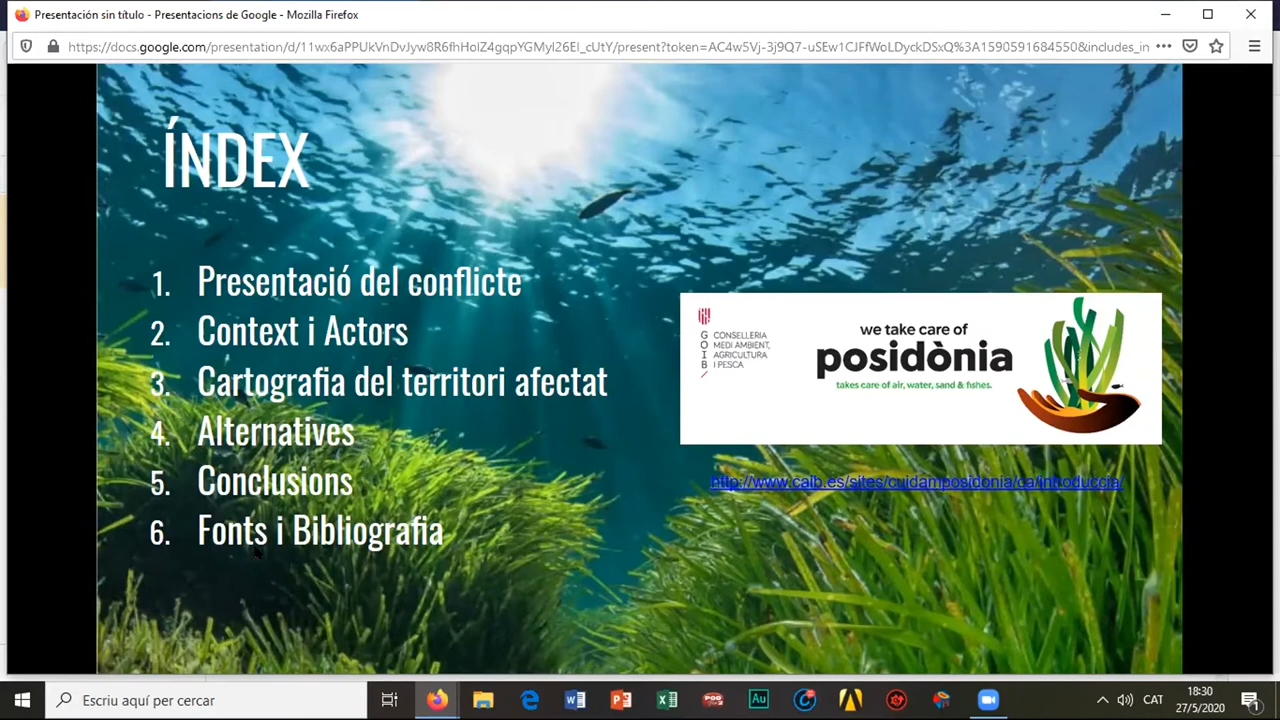 Presentación sin título - Presentacions de Google - Mozilla Firefox
https://docs.google.com/presentation/d/11wx6aPPUkVnDvJyw8R6fhHolZ4gqpYGMyl26El_cUtY/present?token=AC4w5Vj-3j9Q7-uSEw1CJFfWoLDyckDSxQ%3A1590591684550&includes_in
ÍNDEX
1. Presentació del conflicte
2. Context i Actors
3. Cartografia del territori afectat
4. Alternatives
5. Conclusions
6. Fonts i Bibliografia
G CONSELLERIA
O MEDI AMBIENT,
I AGRICULTURA
B I PESCA
/
we take care of
posidònia
takes care of air, water, sand & fishes.
http://www.caib.es/sites/cuidamposidonia/ca/introduccia/
Escriu aquí per cercar
CAT
18:30
27/5/2020
1